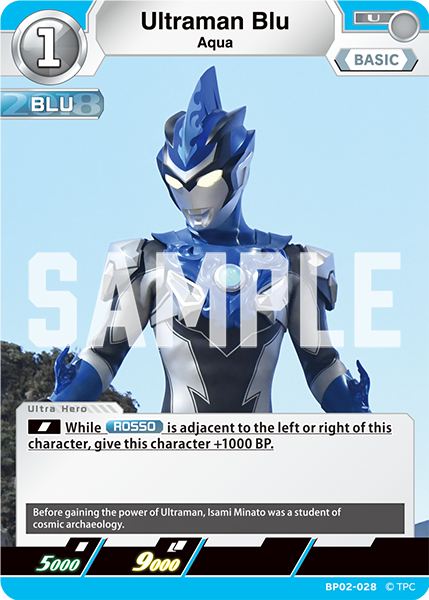 1
Ultraman Blu
Aqua
U
BASIC
BLU
SAMPLE
Ultra Hero
While ROSSO is adjacent to the left or right of this
character, give this character +1000 BP.
Before gaining the power of Ultraman, Isami Minato was a student of
cosmic archaeology.
5000
9000
BP02-028 © TPC